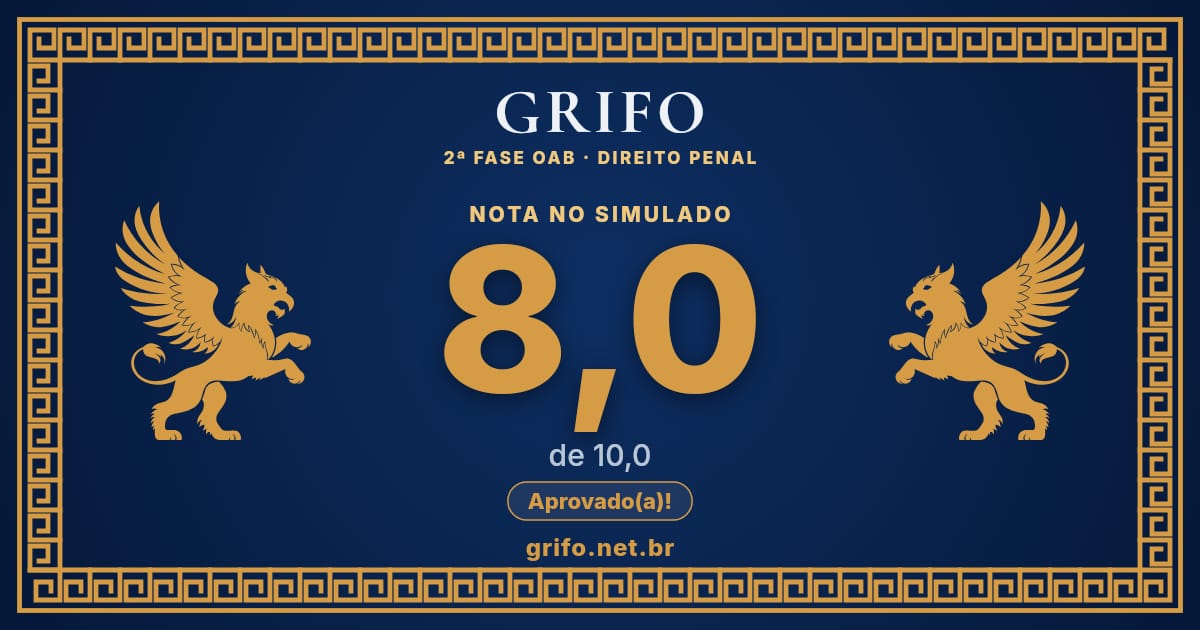 GRIFO
2ª FASE OAB · DIREITO PENAL
NOTA NO SIMULADO
8,0
de 10,0
Aprovado(a)!
grifo.net.br